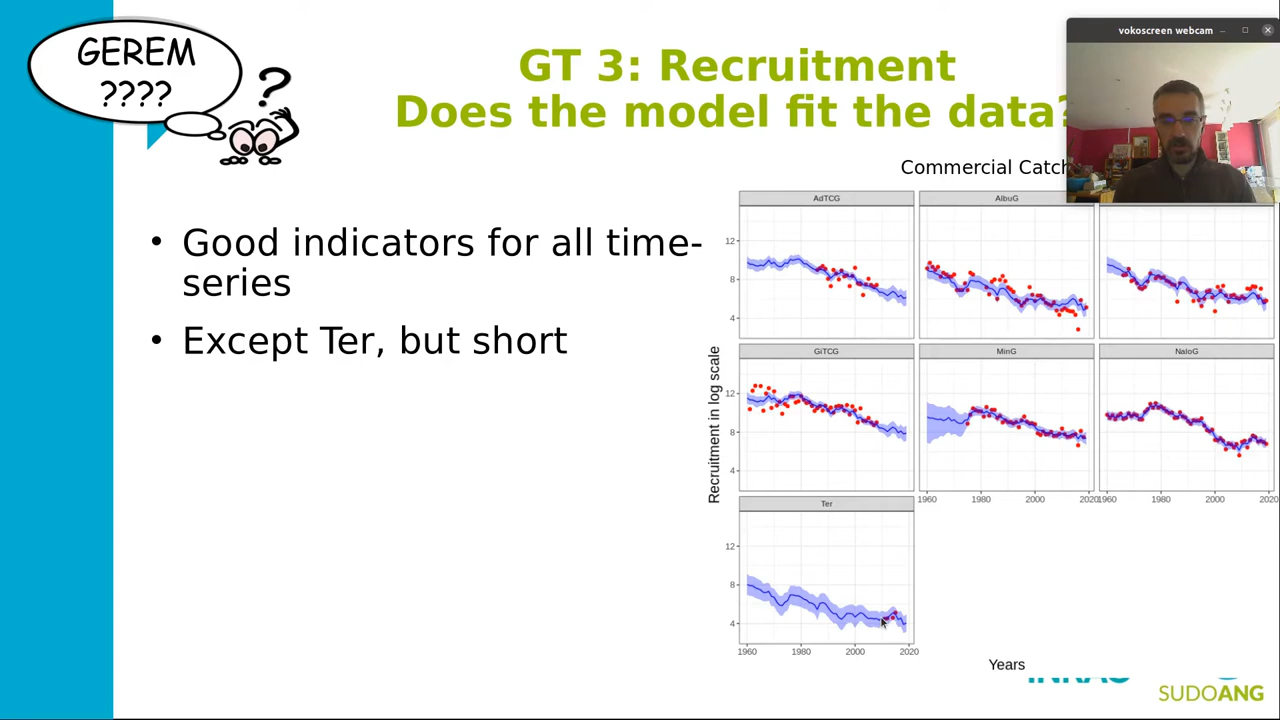 GEREM
????
?
GT 3: Recruitment
Does the model fit the data?
vokoscreen webcam
Commercial Catch
• Good indicators for all time-
series
• Except Ter, but short
Recruitment in log scale
AdTCG
AlbuG
12
8
4
GiTCG
MinG
NaloG
12
8
4
1960 1980 2000 2020
1960 1980 2000 2020
Ter
12
8
4
1960 1980 2000 2020
Years
SUDOANG